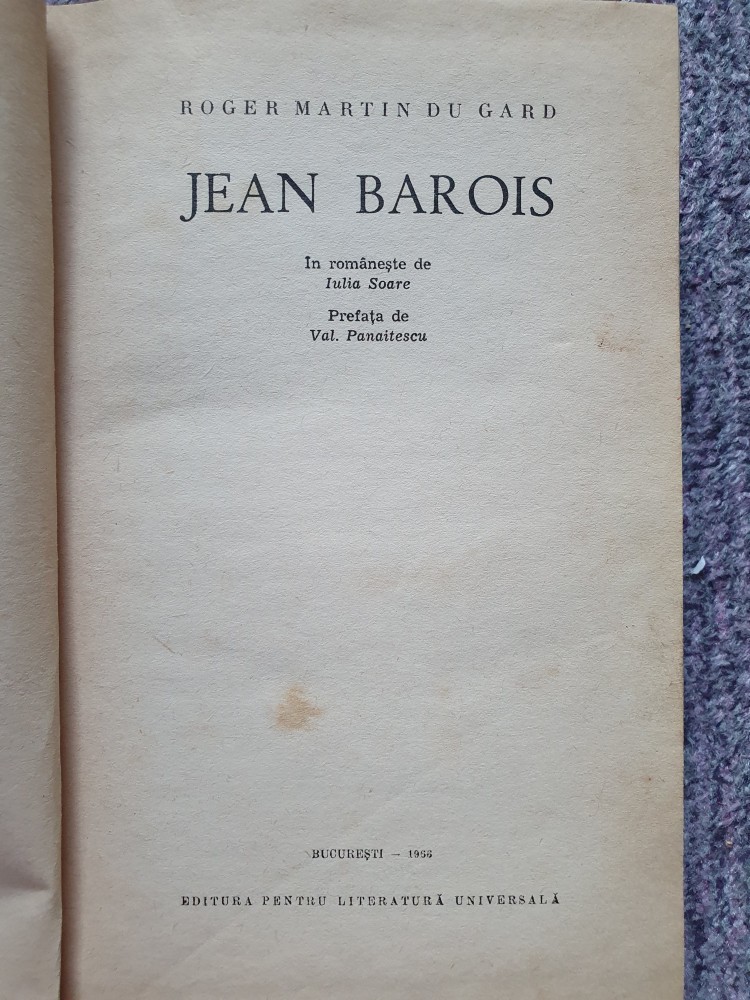 ROGER MARTIN DU GARD
JEAN BAROIS
În românește de
Iulia Soare
Prefața de
Val. Panaitescu
BUCUREȘTI — 1966
EDITURA PENTRU LITERATURĂ UNIVERSALĂ